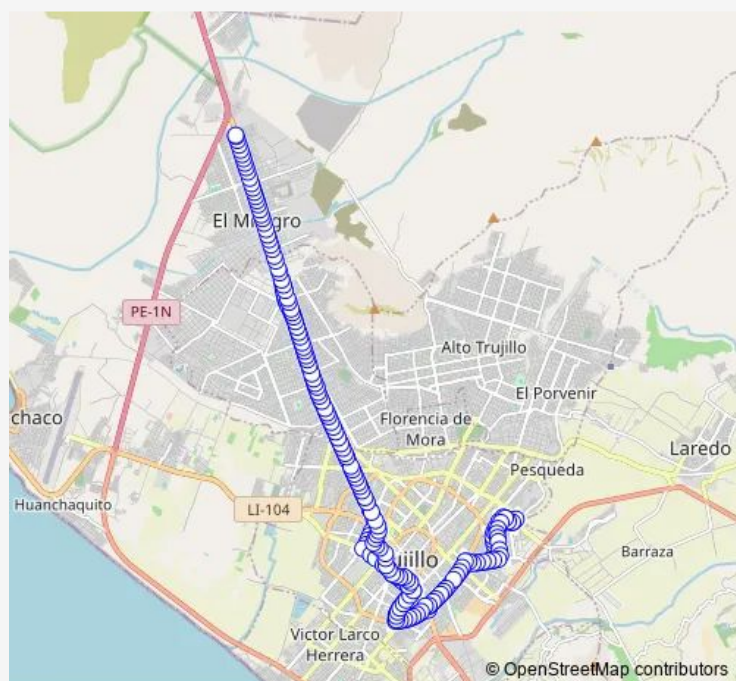 El Milagro
PE-1N
Alto Trujillo
El Porvenir
chaco
Florencia de
Mora
Laredo
Pesqueda
Huanchaquito
LI-104
Barraza
ujillo
Victor Larco
Herrera
© OpenStreetMap contributors